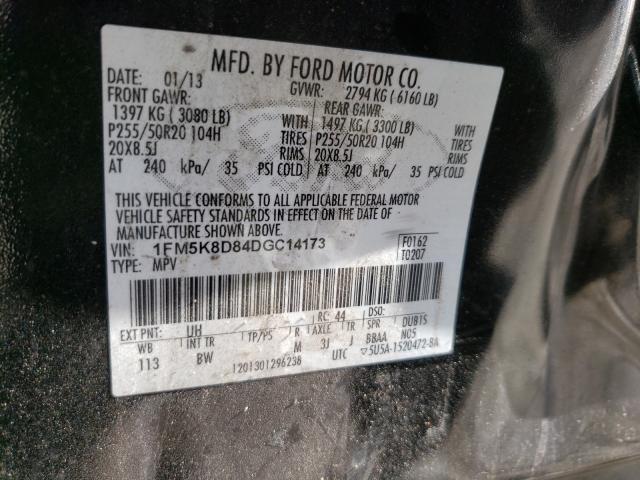 MFD. BY FORD MOTOR CO.
DATE: 01/13 GVWR: 2794 KG ( 6160 LB)
FRONT GAWR: REAR GAWR:
1397 KG ( 3080 LB) WITH 1497 KG ( 3300 LB) WITH
P255/50R20 104H TIRES P255/50R20 104H TIRES
20X8.5J RIMS 20X8.5J RIMS
AT 240 kPa/ 35 PSI COLD AT 240 kPa/ 35 PSI COLD
THIS VEHICLE CONFORMS TO ALL APPLICABLE FEDERAL MOTOR
VEHICLE SAFETY STANDARDS IN EFFECT ON THE DATE OF
MANUFACTURE SHOWN ABOVE.
VIN: 1FM5K8D84DGC14173 F0162
TYPE: MPV T0207
EXT PNT: UH RC: 44 DSO:
WB INT TR TP/PS R AXLE TR SPR DUB15
113 BW M 3J J BBAA N05
1201301296238 UTC ▽5U5A-1520472-BA